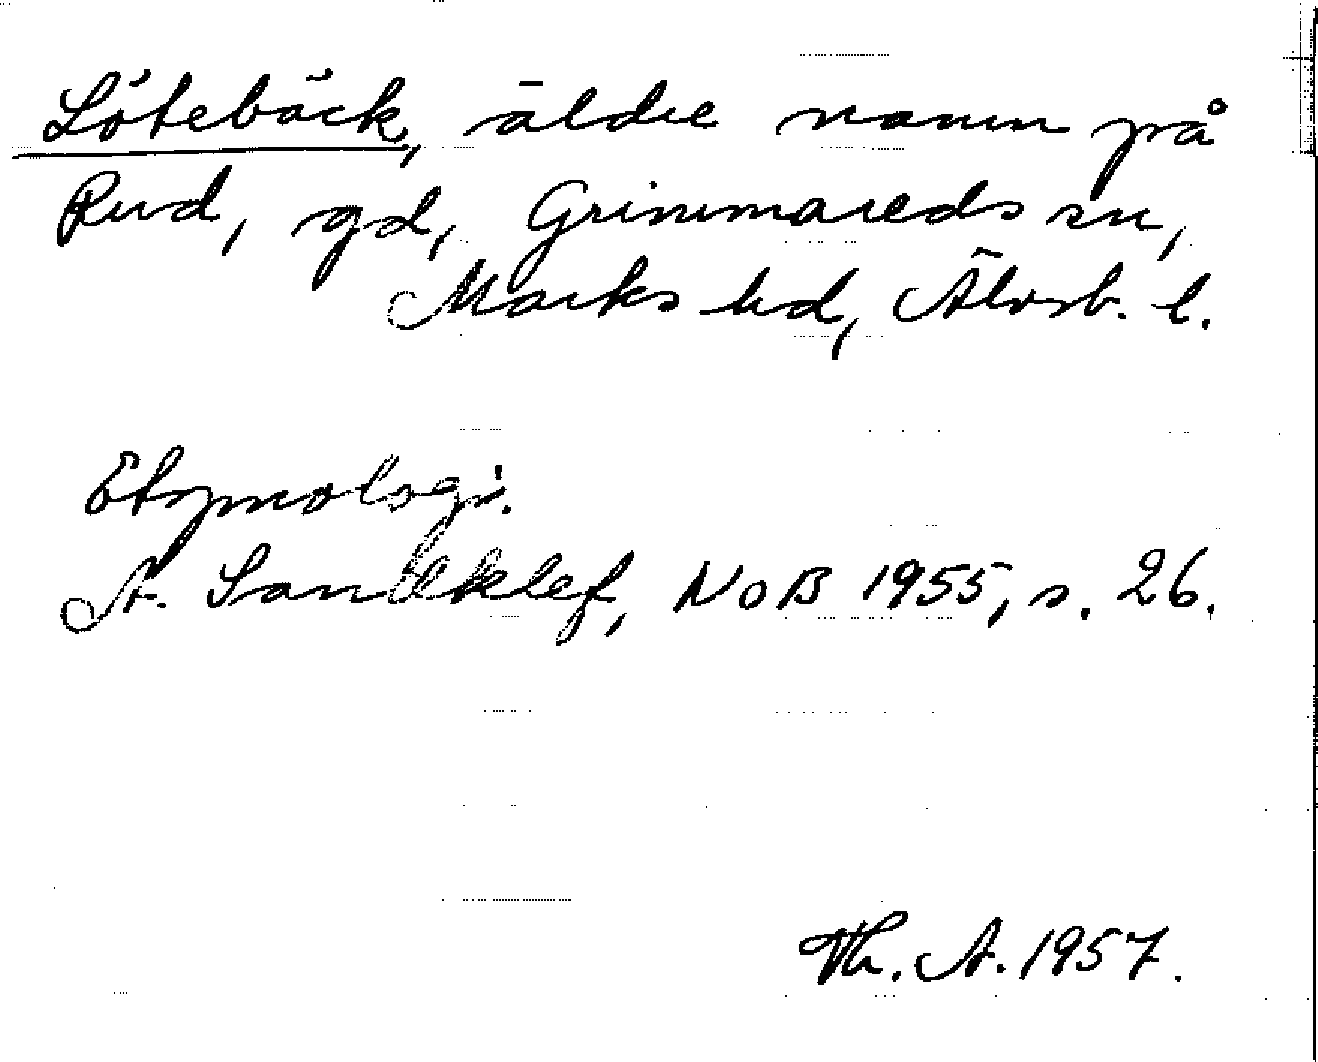 Lötebäck, äldre namn på
Rud, gd, Grimmareds sn,
Marks hd, Älvsb. l.
Etymologi.
A. Sandklef, NoB 1955, s. 26.
Th. A. 1957.